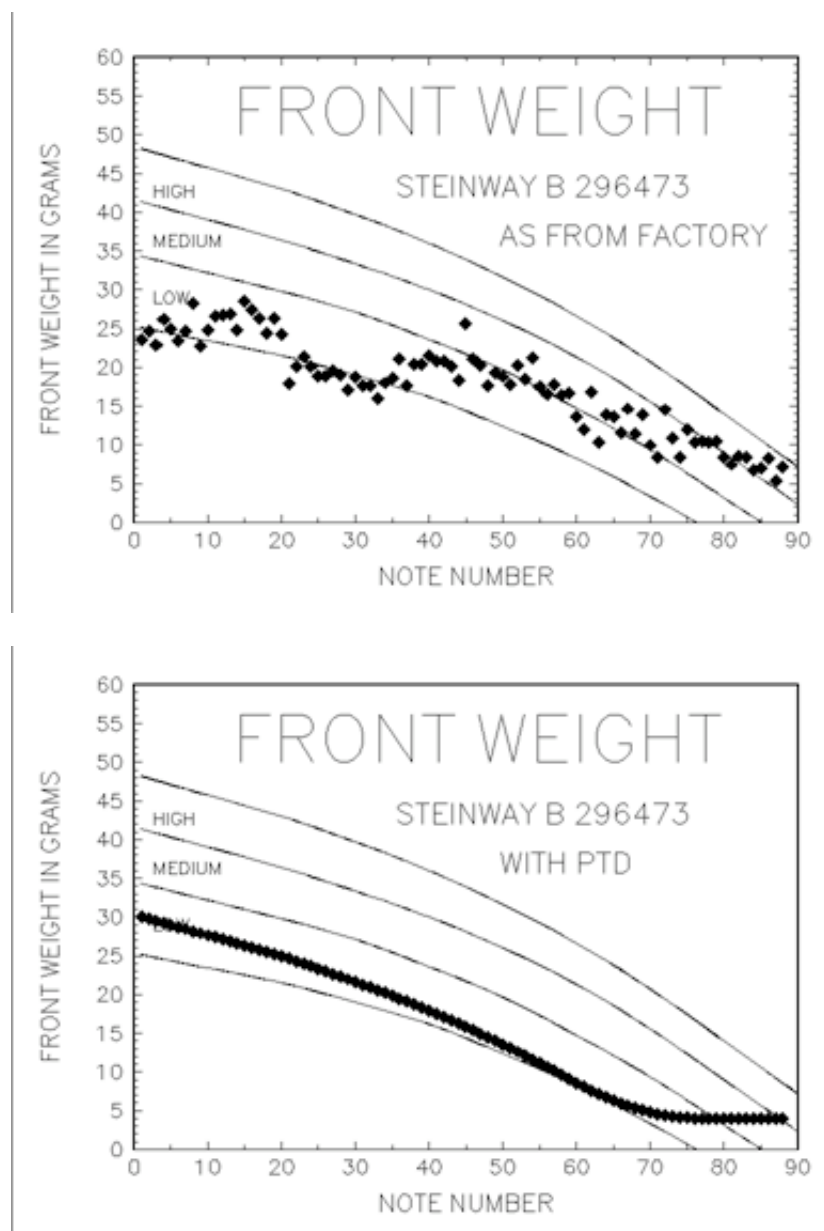 FRONT WEIGHT
STEINWAY B 296473
AS FROM FACTORY
FRONT WEIGHT IN GRAMS
60
55
50
45
40
35
30
25
20
15
10
5
0
HIGH
MEDIUM
LOW
0 10 20 30 40 50 60 70 80 90
NOTE NUMBER
FRONT WEIGHT
STEINWAY B 296473
WITH PTD
FRONT WEIGHT IN GRAMS
60
55
50
45
40
35
30
25
20
15
10
5
0
HIGH
MEDIUM
LOW
0 10 20 30 40 50 60 70 80 90
NOTE NUMBER